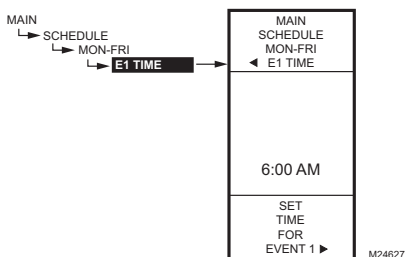 MAIN
SCHEDULE
MON-FRI
E1 TIME
MAIN
SCHEDULE
MON-FRI
◄ E1 TIME
6:00 AM
SET
TIME
FOR
EVENT 1 ►
M24627